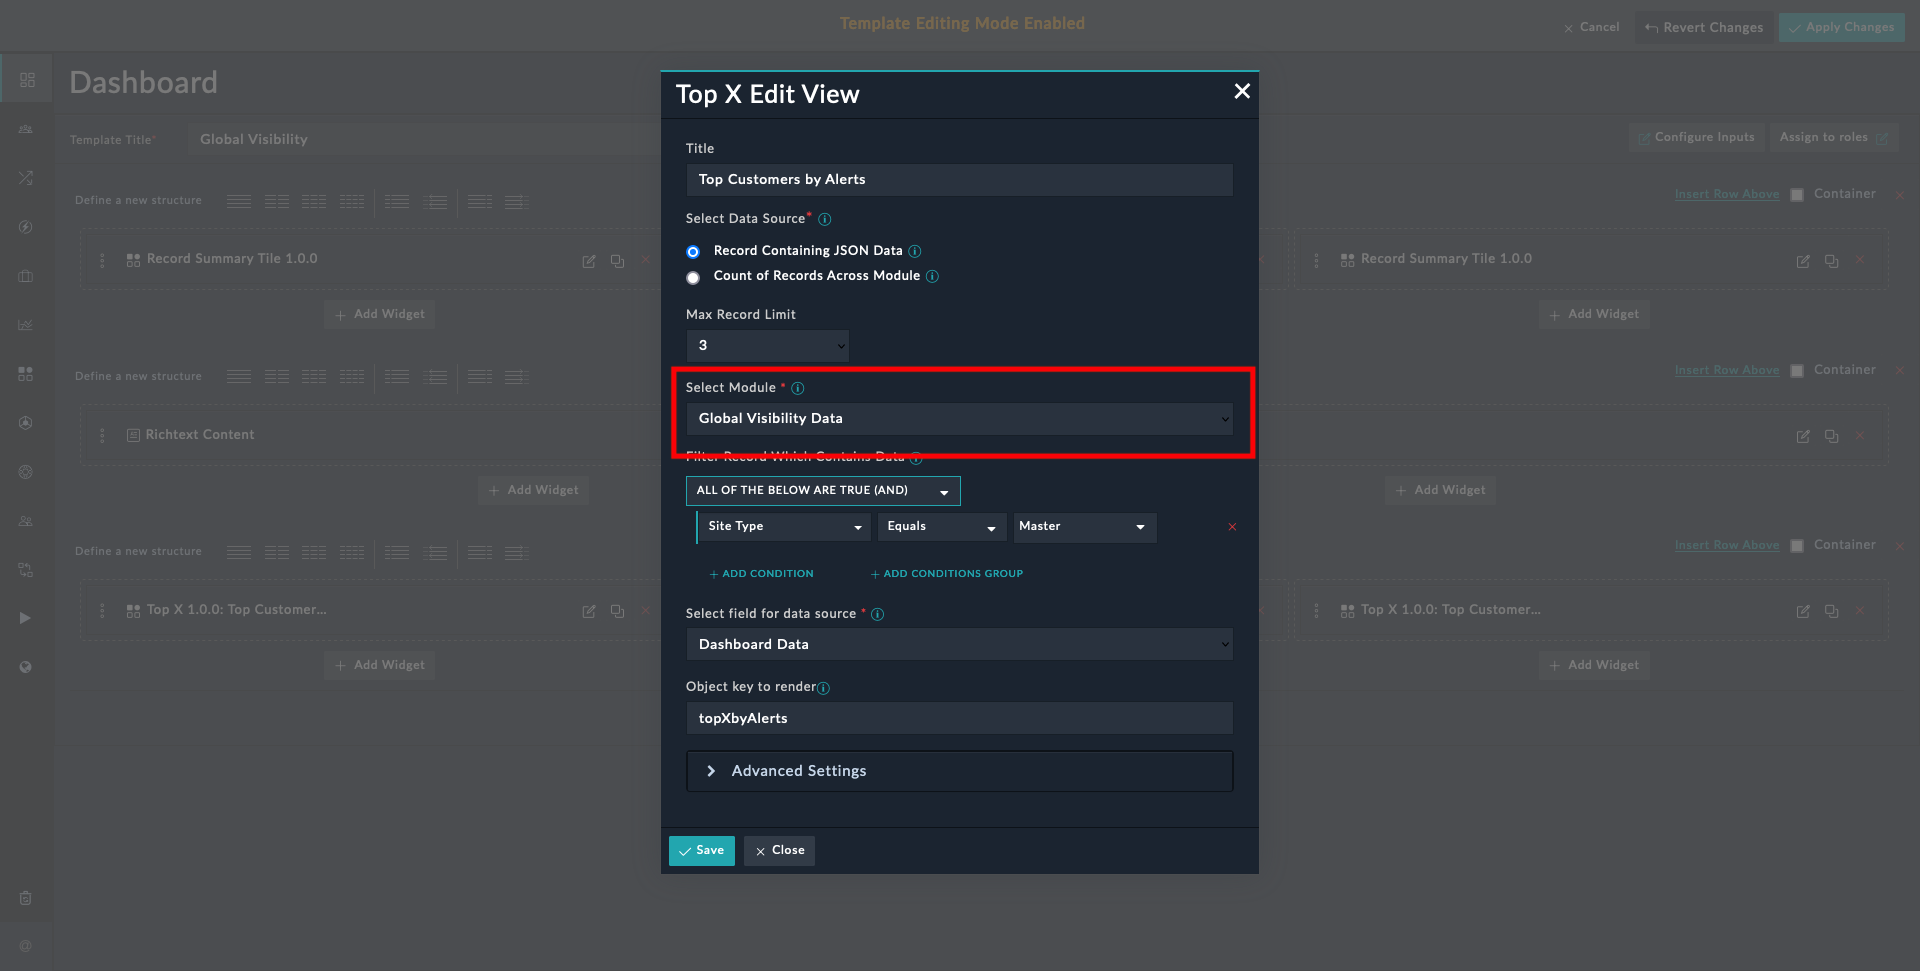 Template Editing Mode Enabled
Cancel
Revert Changes
Apply Changes
Dashboard
Template Title*
Global Visibility
Configure Inputs
Assign to roles
Define a new structure
Insert Row Above
Container
Record Summary Tile 1.0.0
Record Summary Tile 1.0.0
Add Widget
Add Widget
Define a new structure
Insert Row Above
Container
Richtext Content
Add Widget
Add Widget
Define a new structure
Insert Row Above
Container
Top X 1.0.0: Top Customer...
Top X 1.0.0: Top Customer...
Add Widget
Add Widget
Top X Edit View
Title
Top Customers by Alerts
Select Data Source*
Record Containing JSON Data
Count of Records Across Module
Max Record Limit
3
Select Module *
Global Visibility Data
Filter Record Which Contains Data
ALL OF THE BELOW ARE TRUE (AND)
Site Type
Equals
Master
+ ADD CONDITION
+ ADD CONDITIONS GROUP
Select field for data source *
Dashboard Data
Object key to render
topXbyAlerts
Advanced Settings
Save
Close